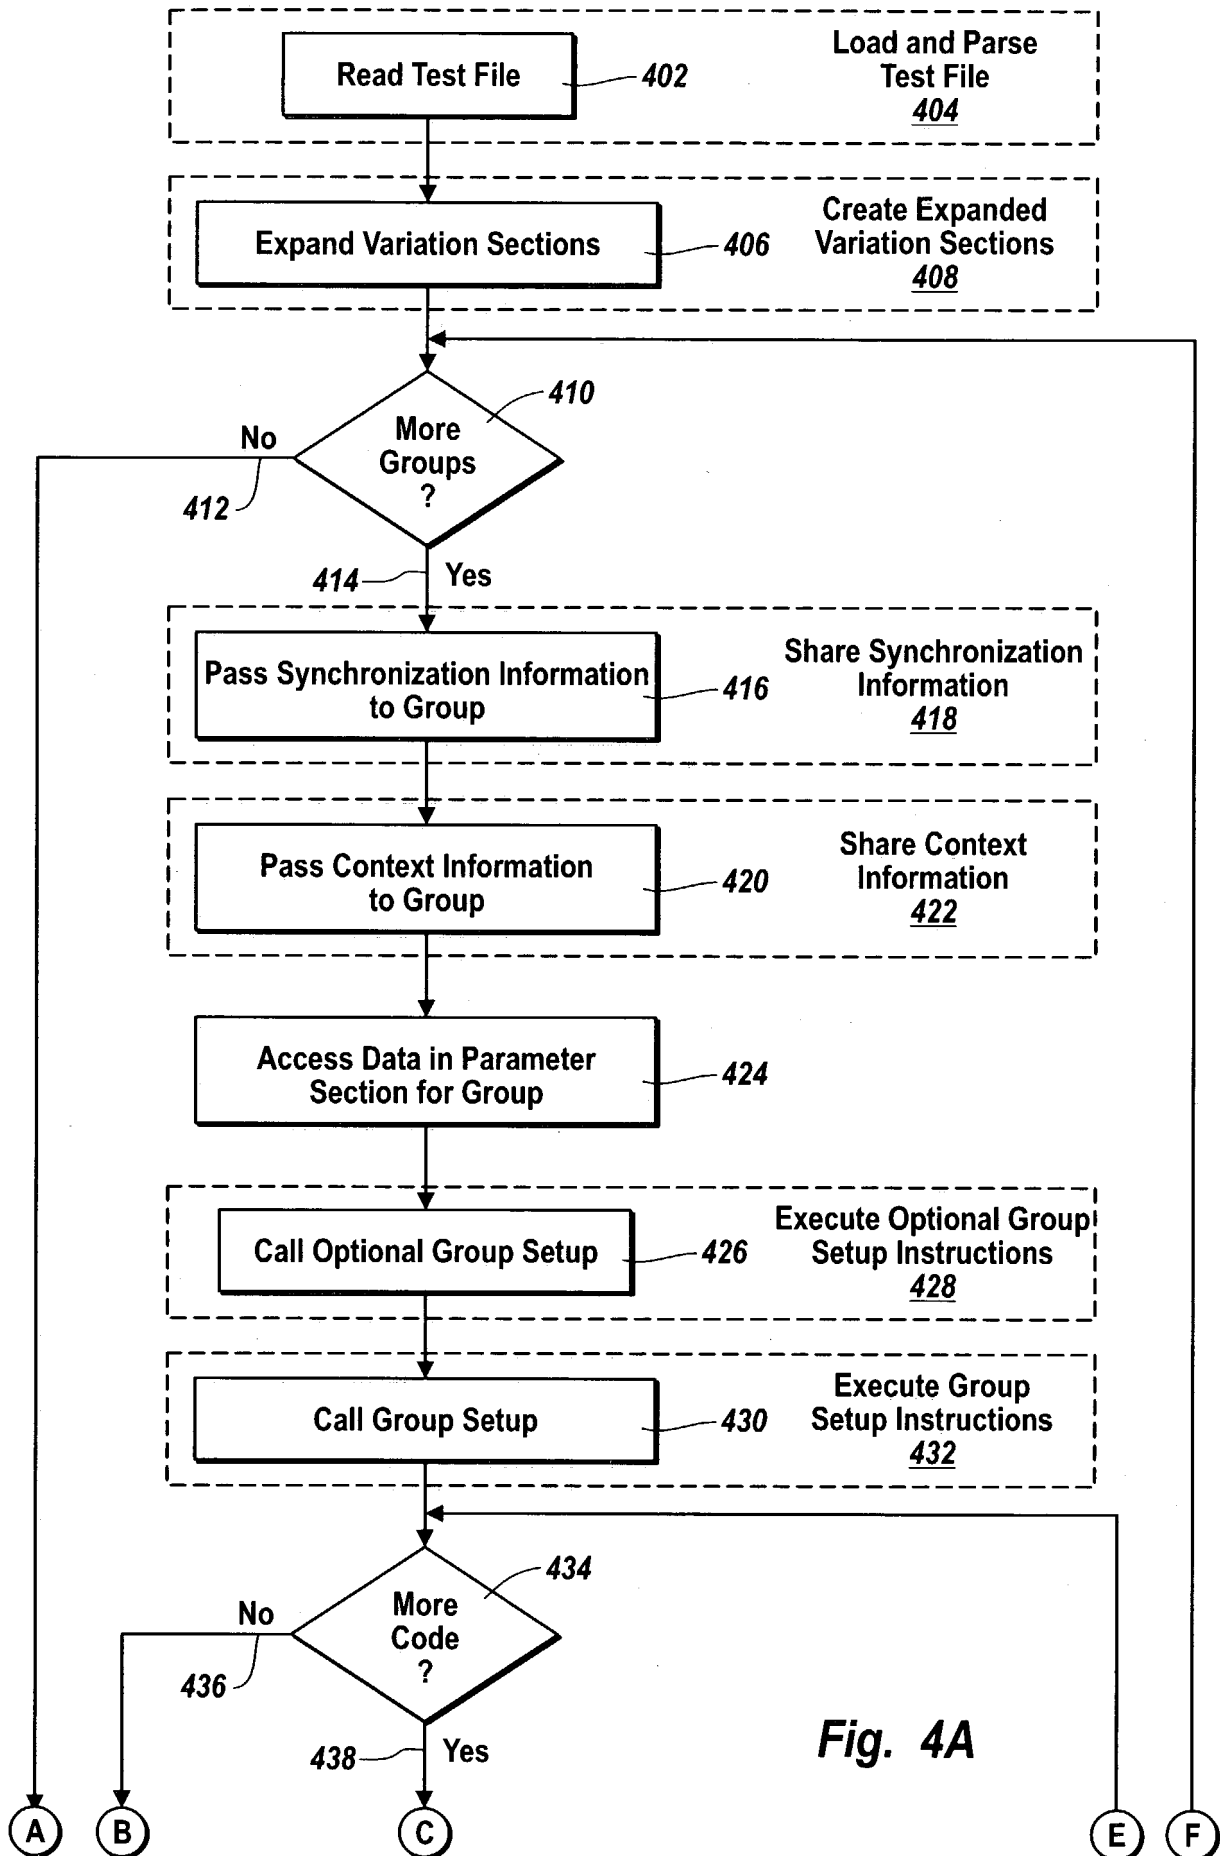 Read Test File
402
Load and Parse
Test File
404
Expand Variation Sections
406
Create Expanded
Variation Sections
408
410
More
Groups
?
No
412
414
Yes
Pass Synchronization Information
to Group
416
Share Synchronization
Information
418
Pass Context Information
to Group
420
Share Context
Information
422
Access Data in Parameter
Section for Group
424
Call Optional Group Setup
426
Execute Optional Group
Setup Instructions
428
Call Group Setup
430
Execute Group
Setup Instructions
432
434
More
Code
?
No
436
438
Yes
Fig. 4A
A
B
C
E
F